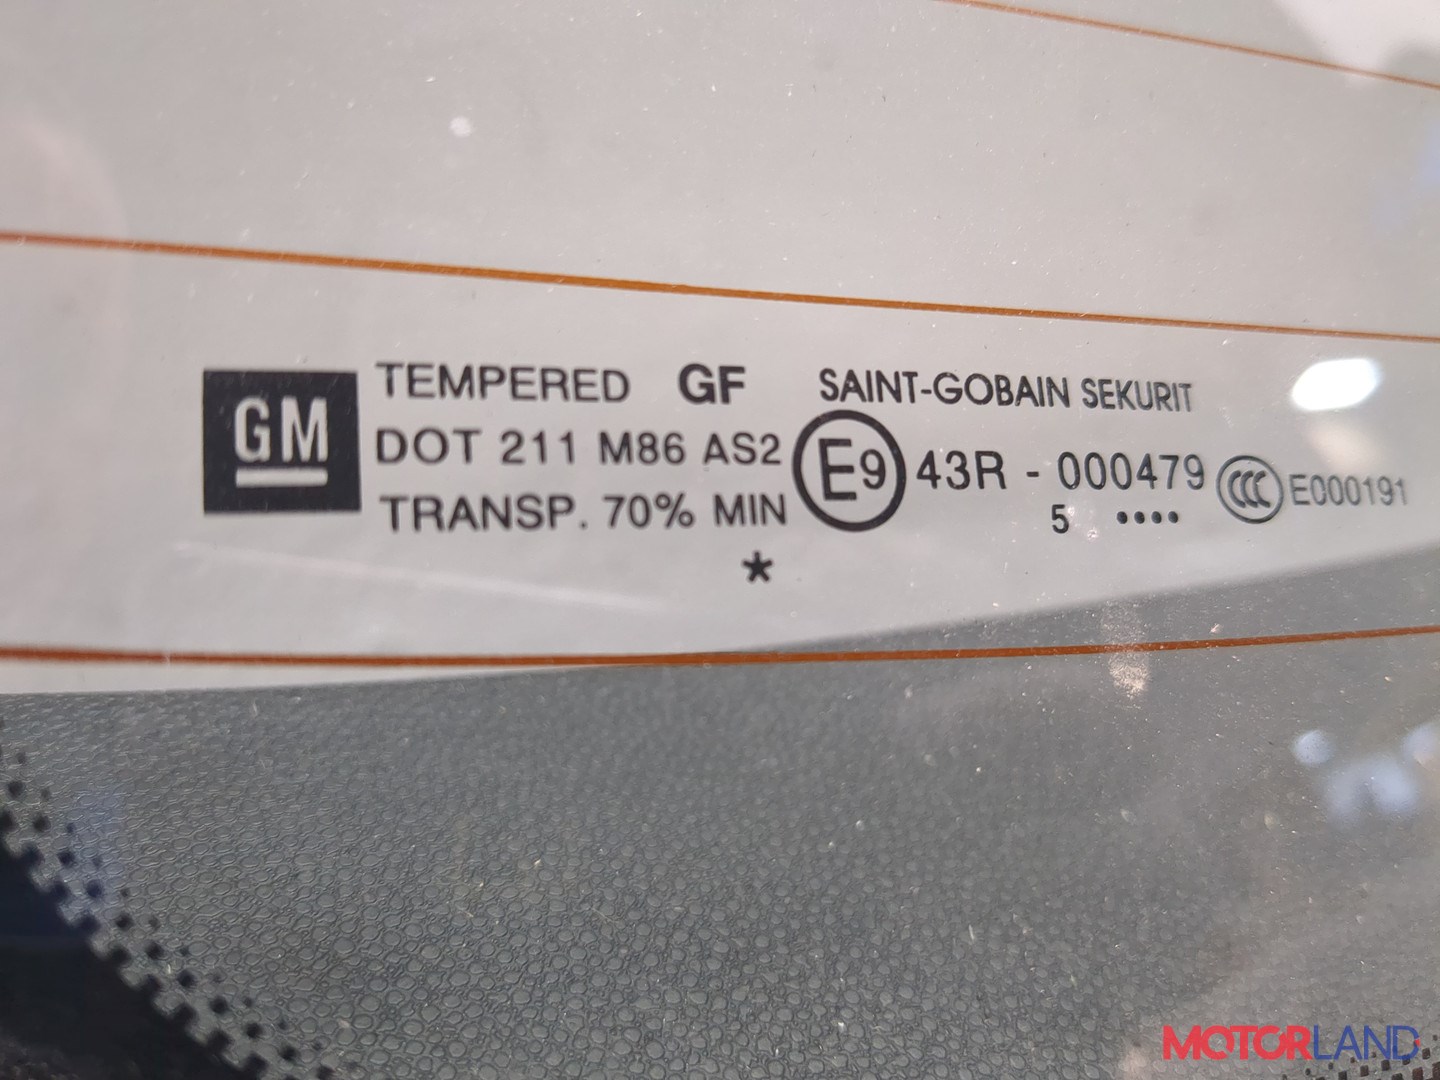 GM
TEMPERED GF
DOT 211 M86 AS2
TRANSP. 70% MIN
*
SAINT-GOBAIN SEKURIT
E9 43R - 000479
5 ••••
CCC E000191
MOTORLAND